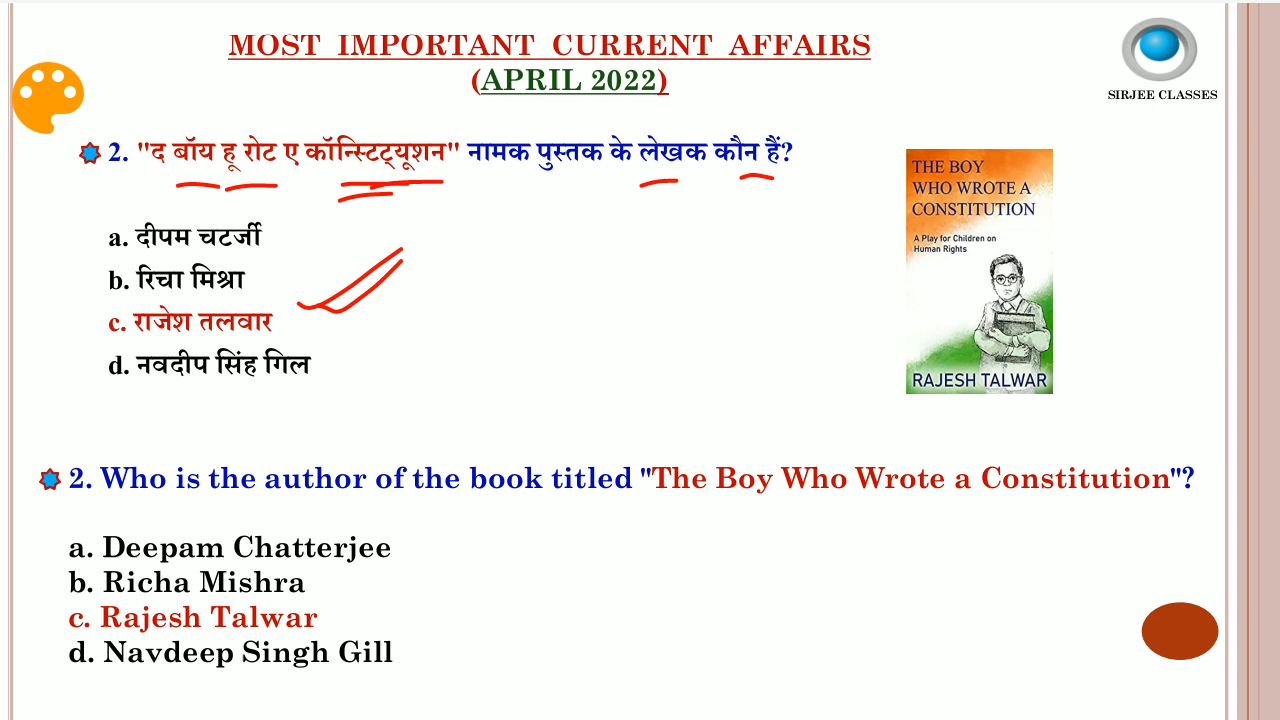 MOST IMPORTANT CURRENT AFFAIRS
(APRIL 2022)
SIRJEE CLASSES
2. "द बॉय हू रोट ए कॉन्स्टिट्यूशन" नामक पुस्तक के लेखक कौन हैं?
a. दीपम चटर्जी
b. रिचा मिश्रा
c. राजेश तलवार
d. नवदीप सिंह गिल
THE BOY
WHO WROTE A
CONSTITUTION
A Play for Children on
Human Rights
RAJESH TALWAR
2. Who is the author of the book titled "The Boy Who Wrote a Constitution"?
a. Deepam Chatterjee
b. Richa Mishra
c. Rajesh Talwar
d. Navdeep Singh Gill